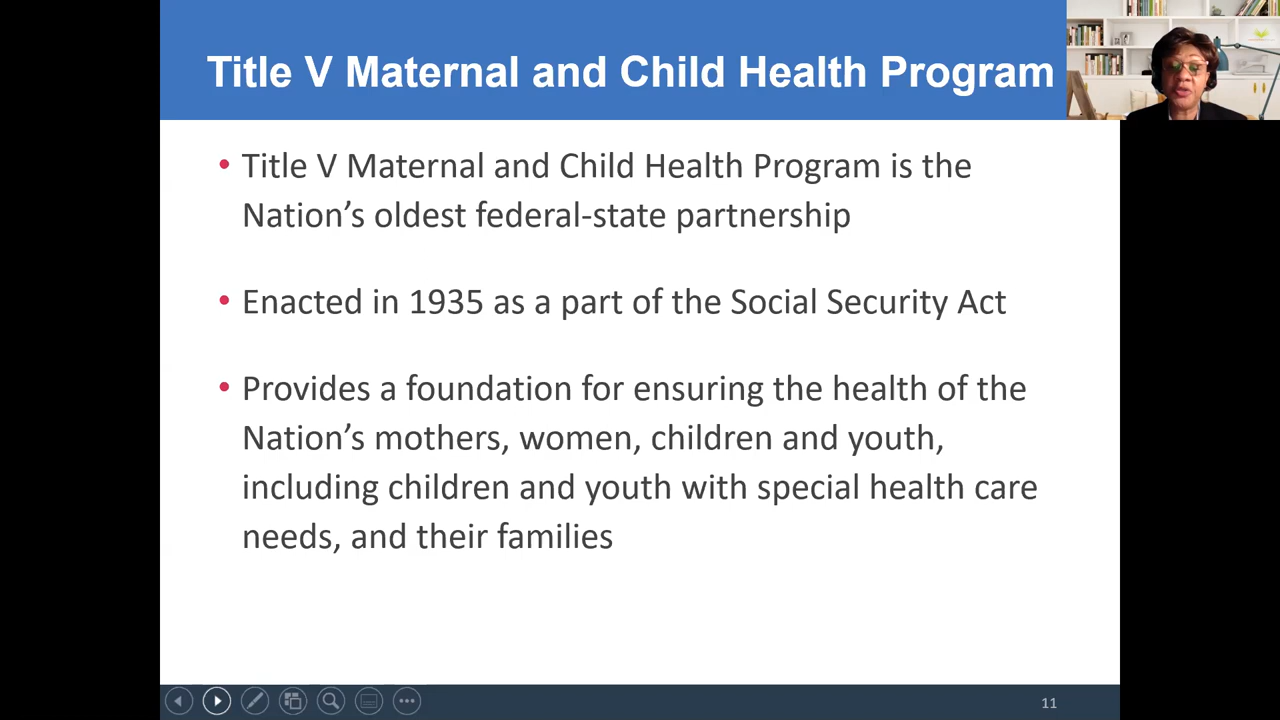 Title V Maternal and Child Health Program
• Title V Maternal and Child Health Program is the
Nation’s oldest federal-state partnership
• Enacted in 1935 as a part of the Social Security Act
• Provides a foundation for ensuring the health of the
Nation’s mothers, women, children and youth,
including children and youth with special health care
needs, and their families
11